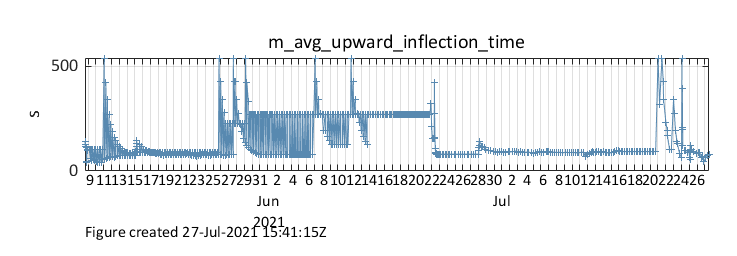 m_avg_upward_inflection_time
500
s
0
9 11 13 15 17 19 21 23 25 27 29 31 2 4 6 8 10 12 14 16 18 20 22 24 26 28 30 2 4 6 8 10 12 14 16 18 20 22 24 26
Jun Jul
2021
Figure created 27-Jul-2021 15:41:15Z